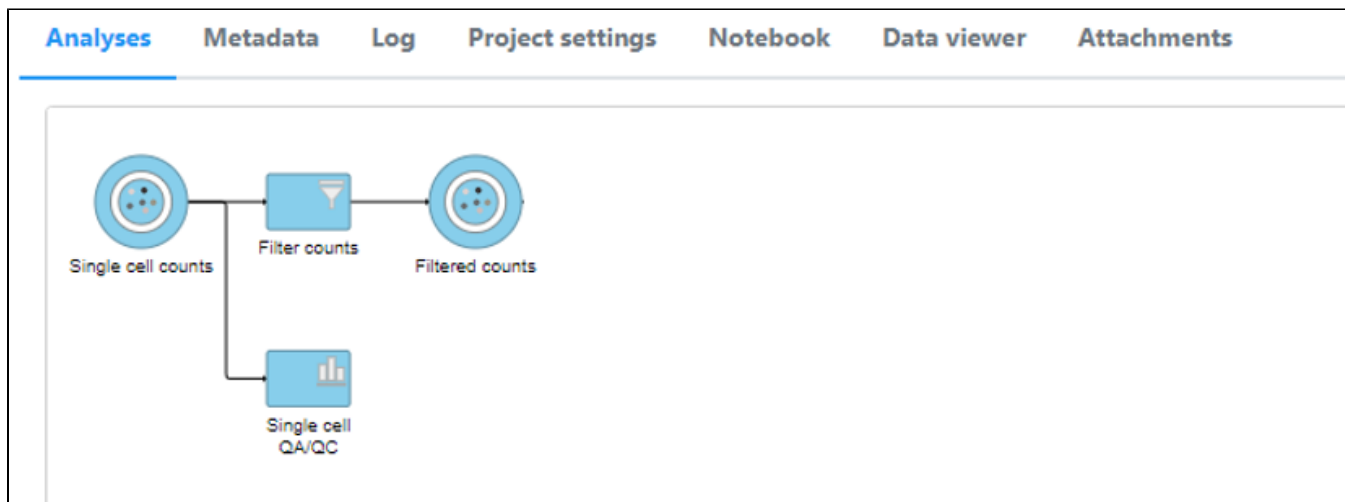 Analyses Metadata Log Project settings Notebook Data viewer Attachments
Single cell counts
Filter counts
Filtered counts
Single cell
QA/QC